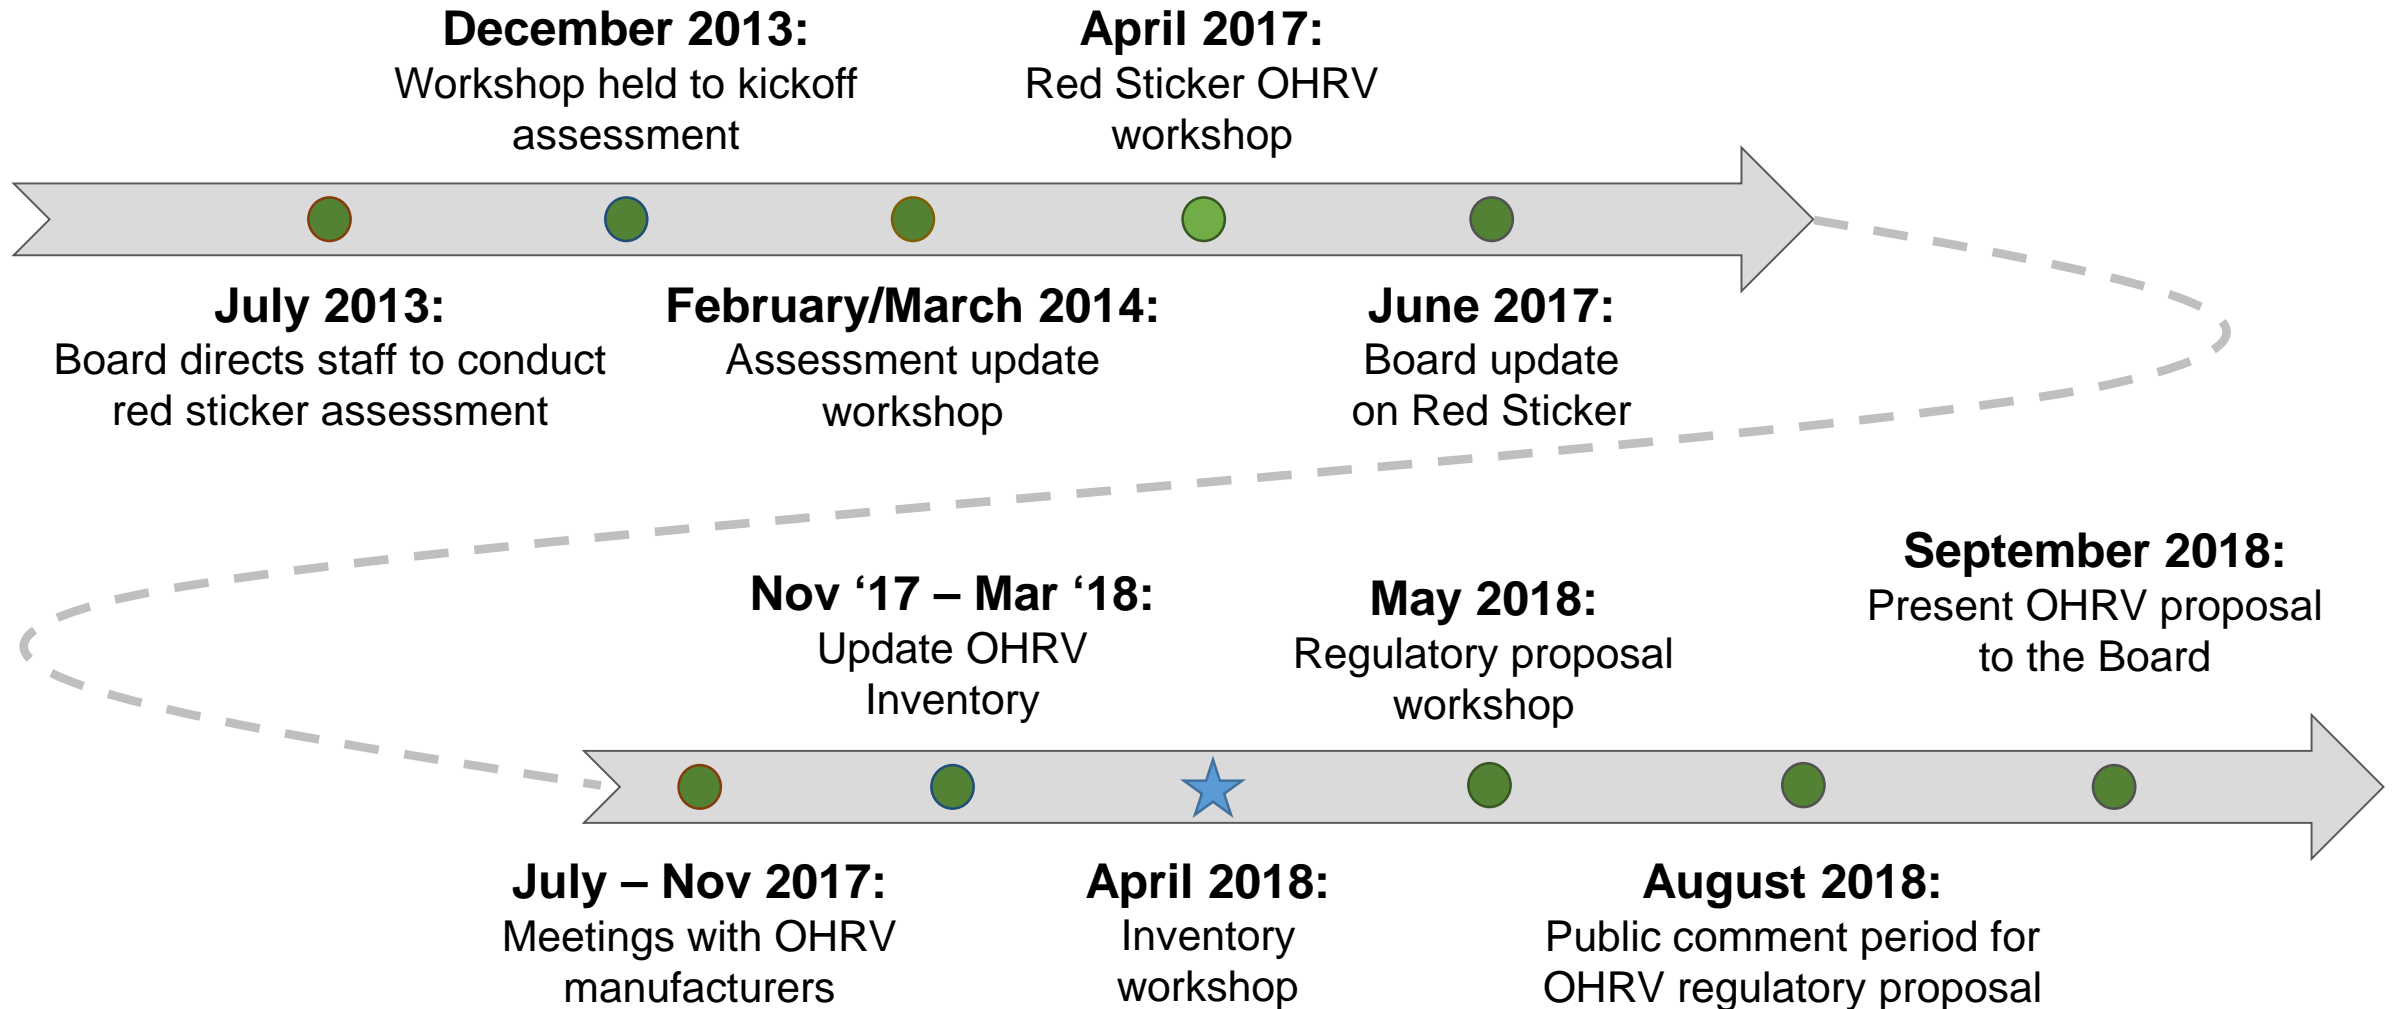 December 2013:
Workshop held to kickoff
assessment
April 2017:
Red Sticker OHRV
workshop
July 2013:
Board directs staff to conduct
red sticker assessment
February/March 2014:
Assessment update
workshop
June 2017:
Board update
on Red Sticker
Nov ‘17 – Mar ‘18:
Update OHRV
Inventory
May 2018:
Regulatory proposal
workshop
September 2018:
Present OHRV proposal
to the Board
July – Nov 2017:
Meetings with OHRV
manufacturers
April 2018:
Inventory
workshop
August 2018:
Public comment period for
OHRV regulatory proposal